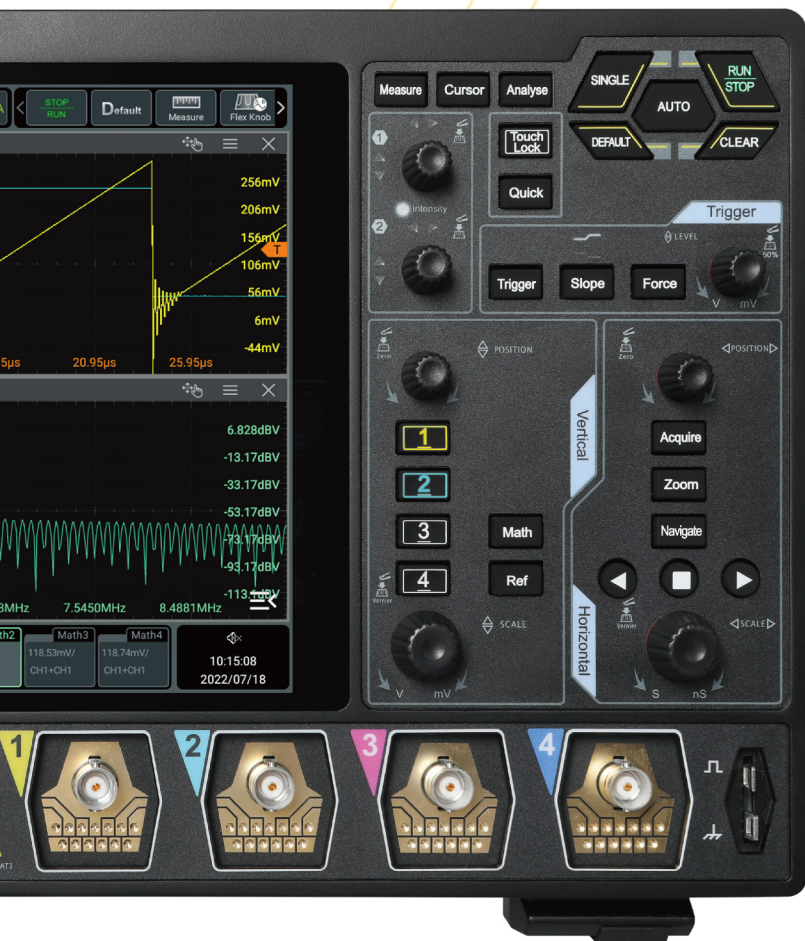 STOP
RUN
Default
Measure
Flex Knob
256mV
206mV
156mV
T
106mV
56mV
6mV
-44mV
5μs
20.95μs
25.95μs
6.828dBV
-13.17dBV
-33.17dBV
-53.17dBV
-73.17dBV
-93.17dBV
-113.1dBV
8MHz
7.5450MHz
8.4881MHz
th2
Math3
118.53mV/
CH1+CH1
Math4
118.74mV/
CH1+CH1
10:15:08
2022/07/18
Measure
Cursor
Analyse
SINGLE
RUN
STOP
AUTO
DEFAULT
CLEAR
1
Touch
Lock
Quick
Intensity
2
Trigger
LEVEL
50%
Trigger
Slope
Force
V
mV
Zero
POSITION
1
2
3
4
Math
Ref
Vertical
Vernier
SCALE
V
mV
Zero
POSITION
Acquire
Zoom
Navigate
Horizontal
Vernier
SCALE
S
nS
1
2
3
4